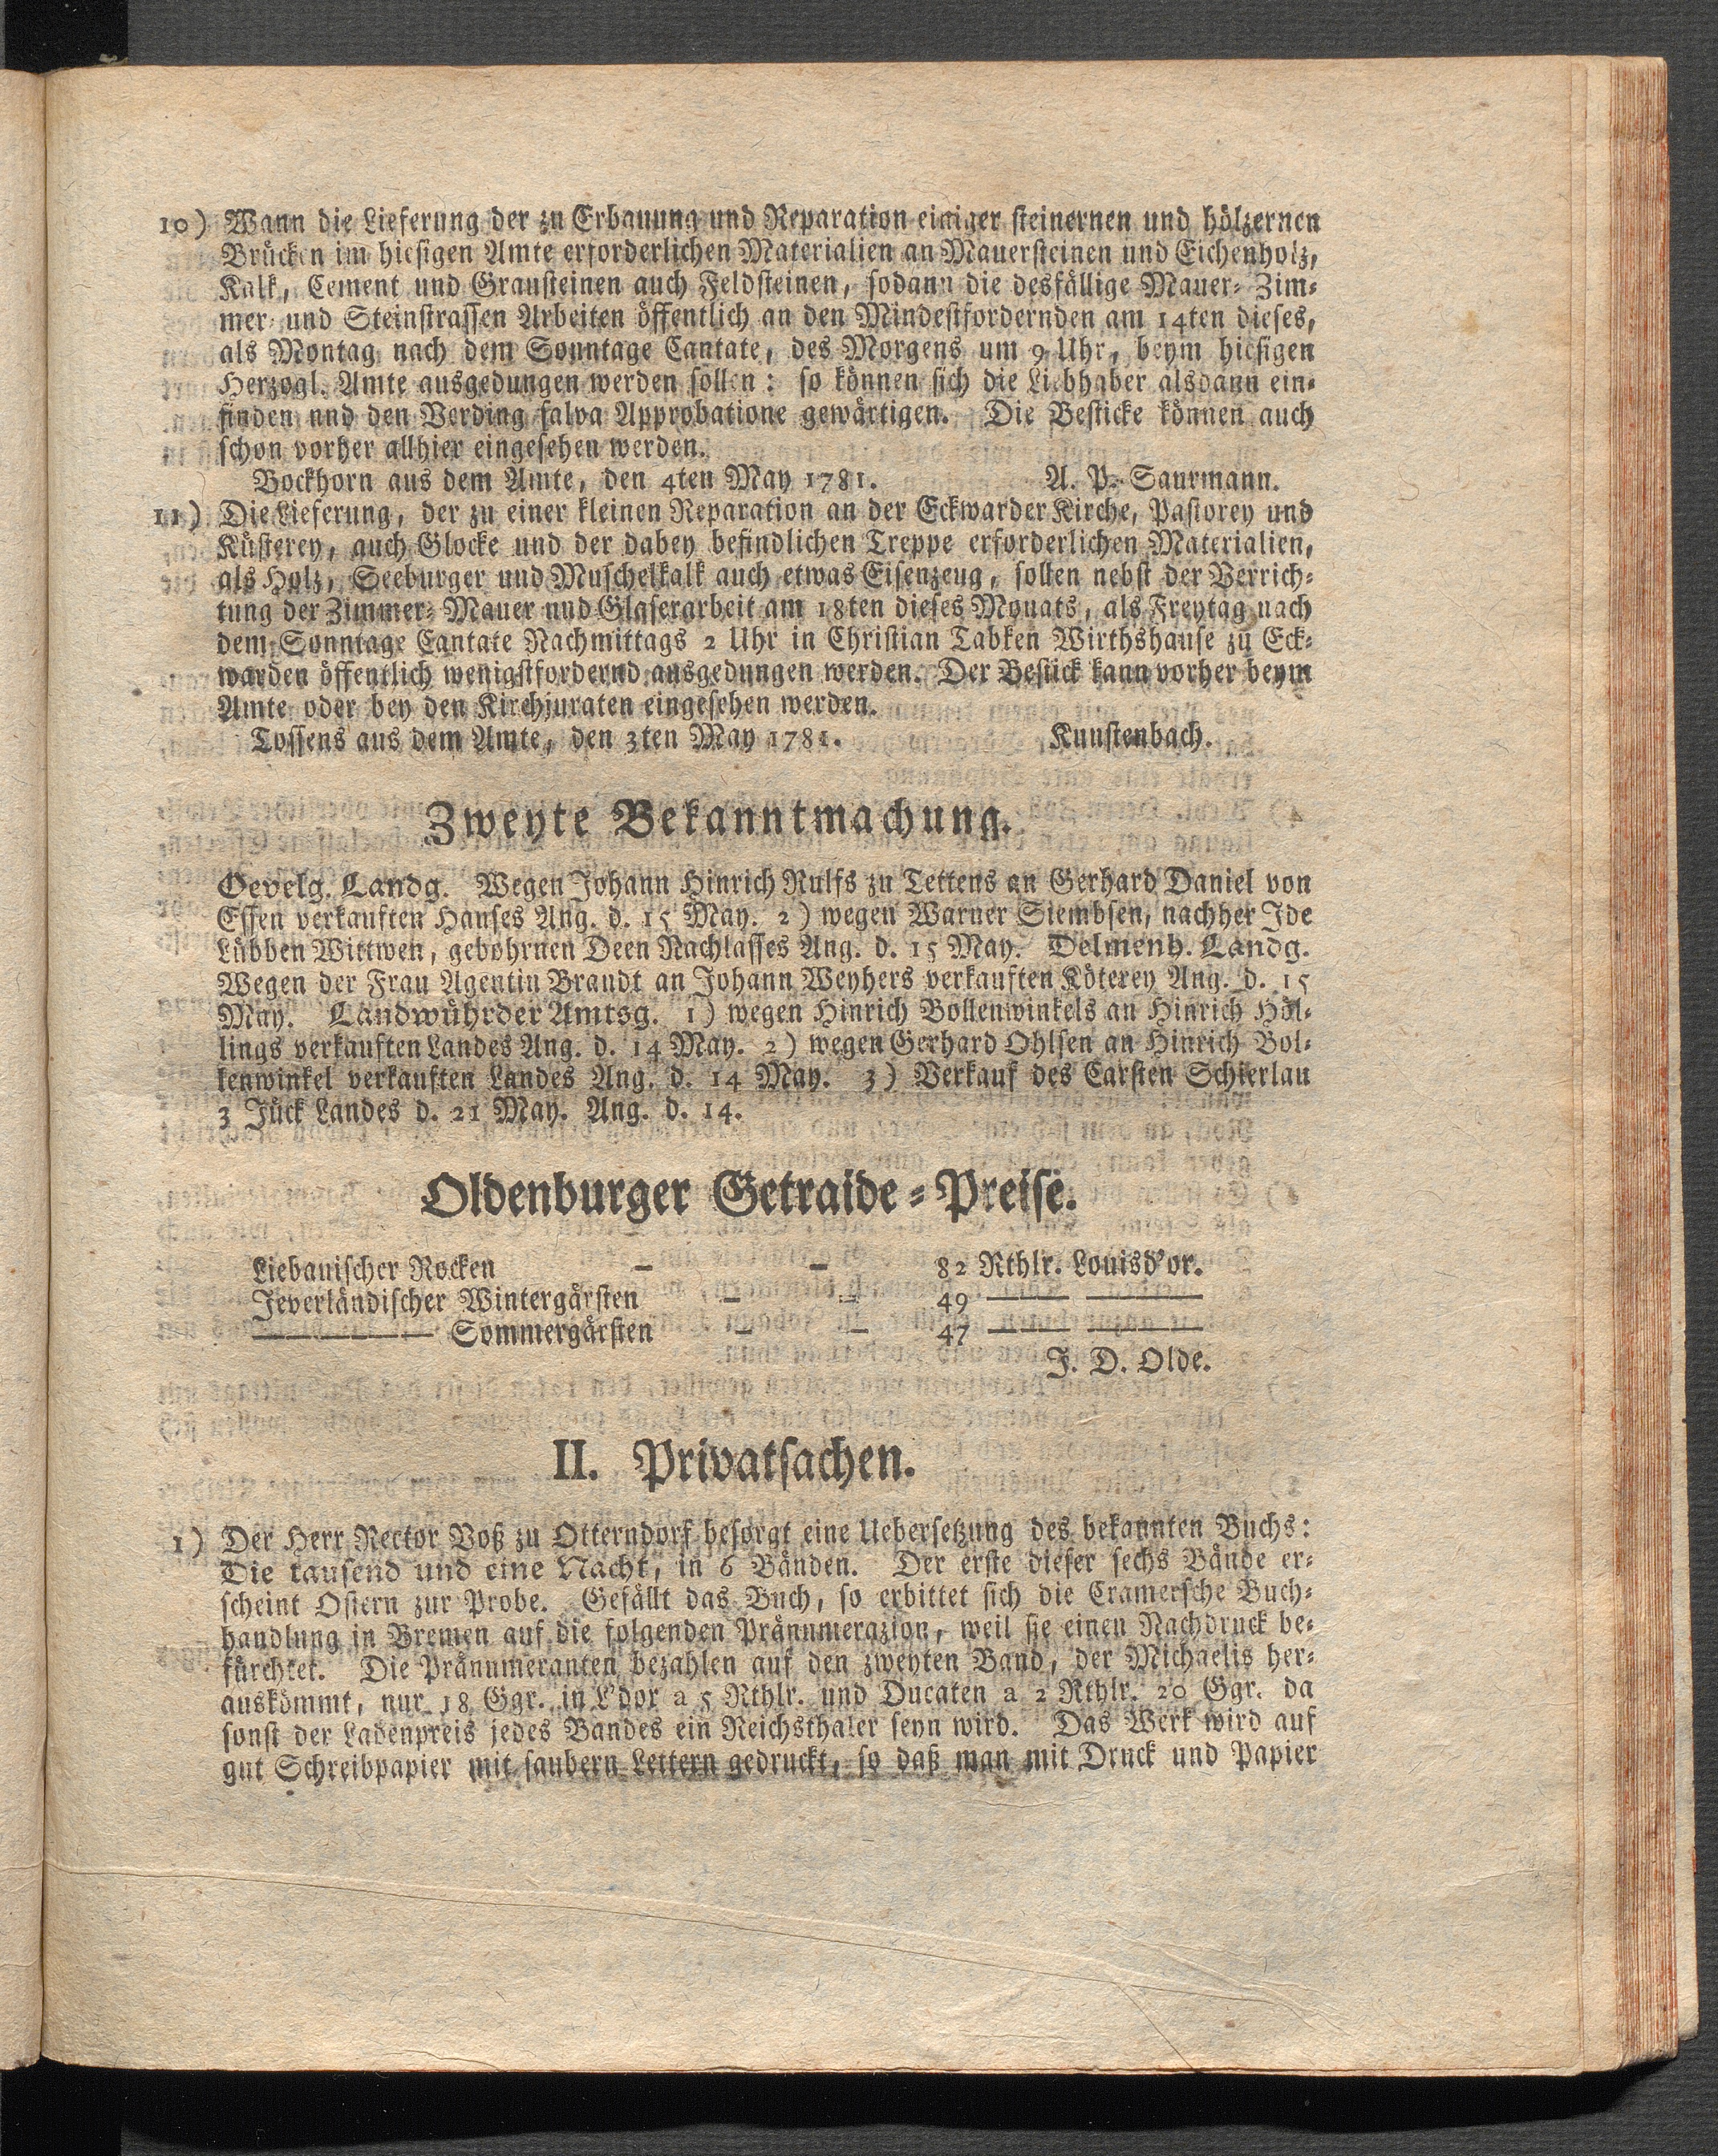 10) Wann die Lieferung der zu Erbauung und Reparation einiger steinernen und hölzernen
Brücken im hiesigen Amte erforderlichen Materialien an Mauersteinen und Eichenholz,
Kalk, Cement und Grausteinen auch Feldsteinen, sodann die desfällige Mauer- Zim-
mer- und Steinstrassen Arbeiten öffentlich an den Mindestfordernden am 14ten dieses,
als Montag nach dem Sonntage Cantate, des Morgens um 9 Uhr, beym hiesigen
Herzogl. Amte ausgedungen werden sollen: so können sich die Liebhaber alsdann ein-
finden und den Verding salva Approbatione gewärtigen. Die Besticke können auch
schon vorher allhier eingesehen werden.
Bockhorn aus dem Amte, den 4ten May 1781. A. P. Saurmann.
11) Die Lieferung, der zu einer kleinen Reparation an der Eckwarder Kirche, Pastorey und
Küsterey, auch Glocke und der dabey befindlichen Treppe erforderlichen Materialien,
als Holz, Seeburger und Muschelkalk auch etwas Eisenzeug, sollen nebst der Verrich-
tung der Zimmer- Mauer und Glaserarbeit am 18ten dieses Monats, als Freytag nach
dem Sonntage Cantate Nachmittags 2 Uhr in Christian Tabken Wirthshause zu Eck-
warden öffentlich wenigstfordernd ausgedungen werden. Der Bestick kann vorher beym
Amte oder bey den Kirchjuraten eingesehen werden.
Tossens aus dem Amte, den 3ten May 1781. Kunstenbach.
Zweyte Bekanntmachung.
Oevelg. Landg. Wegen Johann Hinrich Rulfs zu Tettens an Gerhard Daniel von
Essen verkauften Hauses Ang. d. 15 May. 2) wegen Warner Siembsen, nachher Ide
Lübben Wittwen, gebohrnen Deen Nachlasses Ang. d. 15 May. Delmenh. Landg.
Wegen der Frau Agentin Brandt an Johann Weyhers verkauften Köterey Ang. d. 15
May. Landwührder Amtsg. 1) wegen Hinrich Bollenwinkels an Hinrich Höl-
lings verkauften Landes Ang. d. 14 May. 2) wegen Gerhard Ohlsen an Hinrich Bol-
kenwinkel verkauften Landes Ang. d. 14 May. 3) Verkauf des Carsten Schierlau
3 Jück Landes d. 21 May. Ang. d. 14.
Oldenburger Getraide-Preise.
Liebauischer Rocken — — 82 Rthlr. Louisd'or.
Jeverländischer Wintergärsten — — 49 — —
— Sommergärsten — — 47 — —
J. D. Olde.
II. Privatsachen.
1) Der Herr Rector Voß zu Otterndorf besorgt eine Uebersetzung des bekannten Buchs:
Die tausend und eine Nacht, in 6 Bänden. Der erste dieser sechs Bände er-
scheint Ostern zur Probe. Gefällt das Buch, so erbittet sich die Cramersche Buch-
handlung in Bremen auf die folgenden Pränumerazion, weil sie einen Nachdruck be-
fürchtet. Die Pränumeranten bezahlen auf den zweyten Band, der Michaelis her-
auskömmt, nur 18 Ggr. in L'dor a 5 Rthlr. und Ducaten a 2 Rthlr. 20 Ggr. da
sonst der Ladenpreis jedes Bandes ein Reichsthaler seyn wird. Das Werk wird auf
gut Schreibpapier mit saubern Lettern gedruckt, so daß man mit Druck und Papier